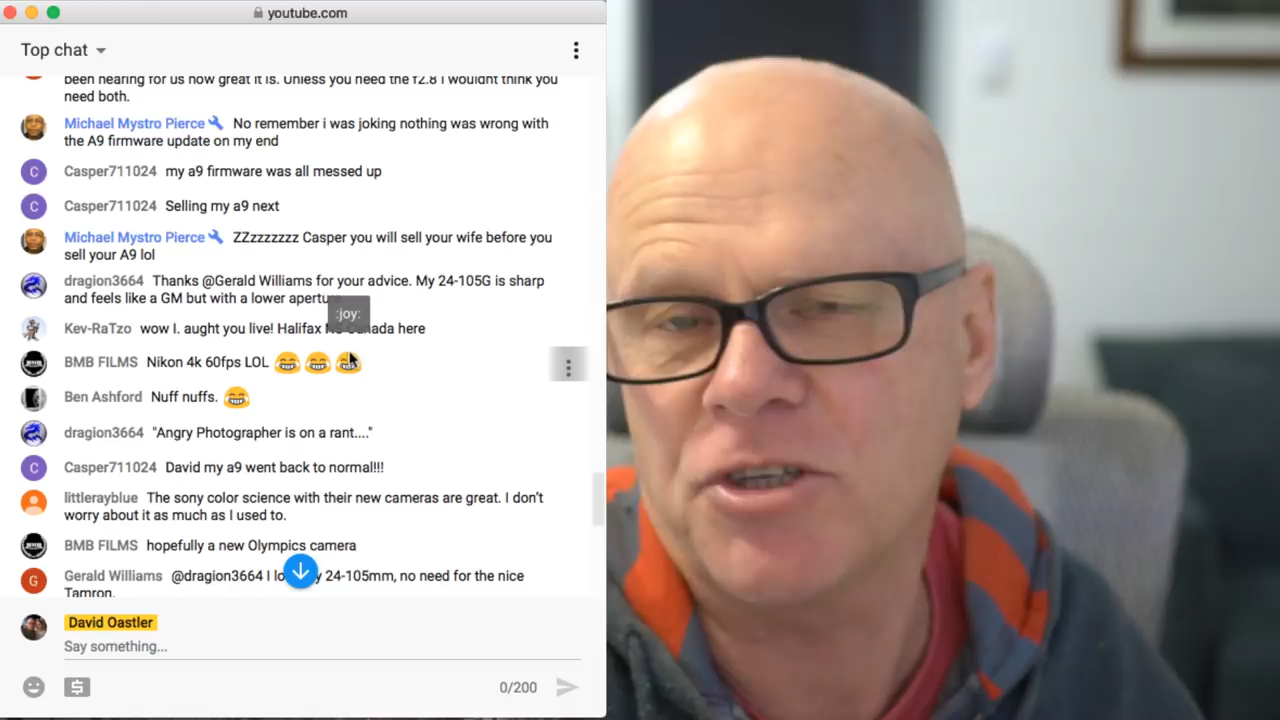 youtube.com
Top chat
been hearing for us how great it is. Unless you need the f2.8 I wouldnt think you
need both.
Michael Mystro Pierce No remember i was joking nothing was wrong with
the A9 firmware update on my end
C Casper711024 my a9 firmware was all messed up
C Casper711024 Selling my a9 next
Michael Mystro Pierce ZZzzzzzzz Casper you will sell your wife before you
sell your A9 lol
dragion3664 Thanks @Gerald Williams for your advice. My 24-105G is sharp
and feels like a GM but with a lower
:joy:
Kev-RaTzo wow I. aught you live! Halifax here
BMB FILMS Nikon 4k 60fps LOL 😂 😂 😂
Ben Ashford Nuff nuffs. 😂
dragion3664 "Angry Photographer is on a rant...."
C Casper711024 David my a9 went back to normal!!!
littlerayblue The sony color science with their new cameras are great. I don't
worry about it as much as I used to.
BMB FILMS hopefully a new Olympics camera
G Gerald Williams @dragion3664 I 24-105mm, no need for the nice
Tamron.
David Oastler
Say something...
0/200